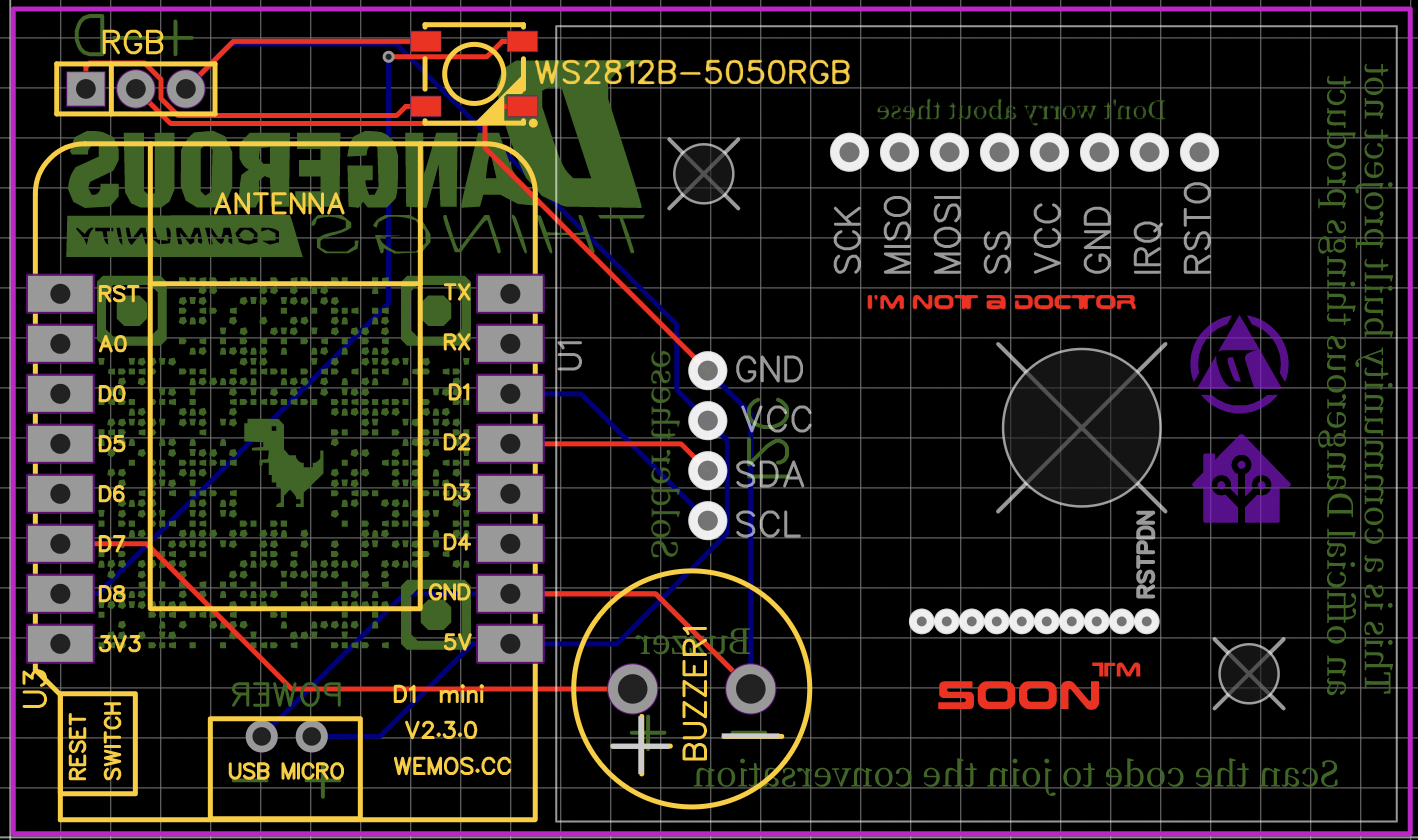 D +
RGB
WS2812B-5050RGB
DANGEROUS
THINGS
COMMUNITY
ANTENNA
Don't worry about these
SCK
MISO
MOSI
SS
VCC
GND
IRQ
RSTO
I'M NOT a DOCTOR
RST
A0
D0
D5
D6
D7
D8
3V3
TX
RX
D1
D2
D3
D4
GND
5V
U1
GND
VCC
SDA
SCL
Solder these
RSTPDN
This is a community built project not
an official Dangerous things product
Buzzer
BUZZER1
+ −
SOON™
U3
RESET
SWITCH
POWER
D1 mini
V2.3.0
WEMOS.CC
USB MICRO
− +
Scan the code to join the conversation